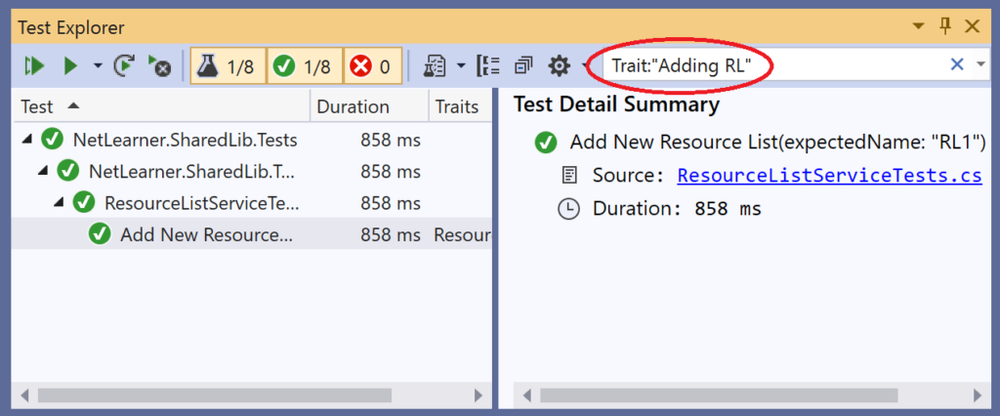 Test Explorer
1/8 1/8 0 Trait:"Adding RL"
Test Duration Traits
NetLearner.SharedLib.Tests 858 ms
NetLearner.SharedLib.T... 858 ms
ResourceListServiceTe... 858 ms
Add New Resource... 858 ms Resour
Test Detail Summary
Add New Resource List(expectedName: "RL1")
Source: ResourceListServiceTests.cs
Duration: 858 ms